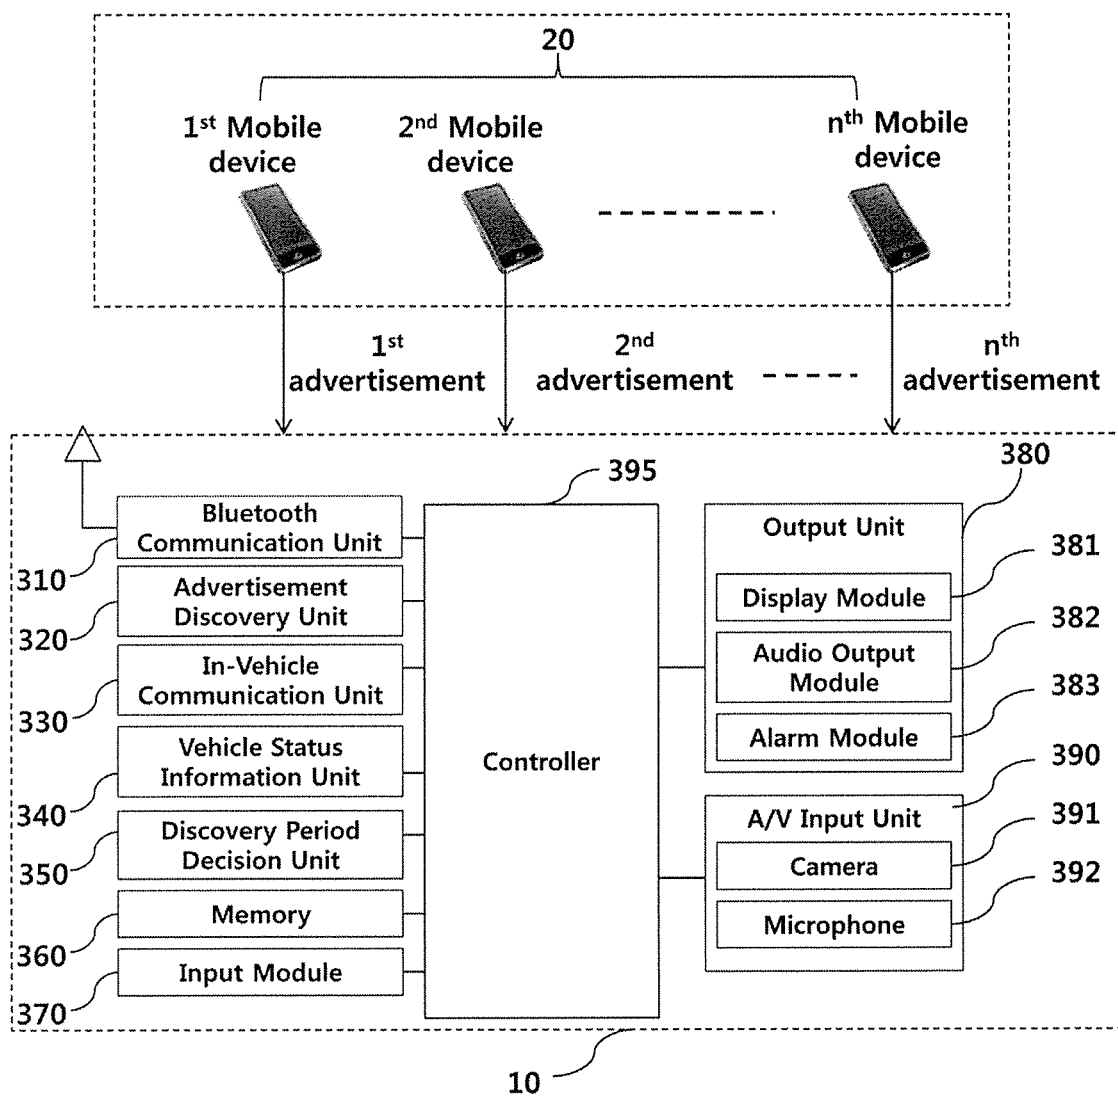 20
1st Mobile
device
2nd Mobile
device
nth Mobile
device
1st
advertisement
2nd
advertisement
nth
advertisement
395
380
Bluetooth
Communication Unit
310
Advertisement
Discovery Unit
320
In-Vehicle
Communication Unit
330
Vehicle Status
Information Unit
340
Discovery Period
Decision Unit
350
Memory
360
Input Module
370
Controller
Output Unit
381
Display Module
382
Audio Output
Module
383
Alarm Module
390
A/V Input Unit
391
Camera
392
Microphone
10